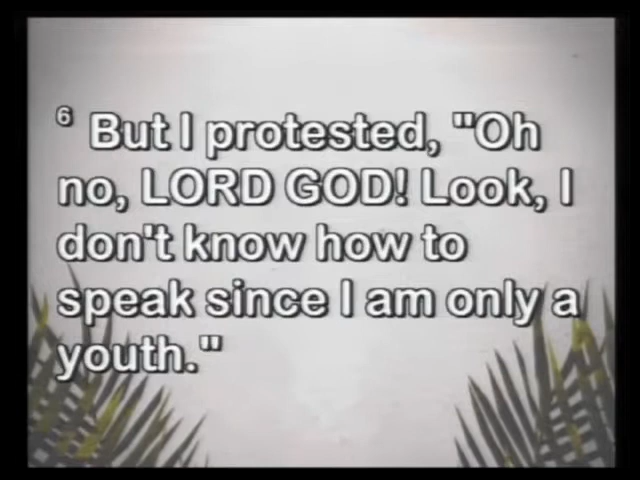 6 But I protested, "Oh
no, LORD GOD! Look, I
don't know how to
speak since I am only a
youth."